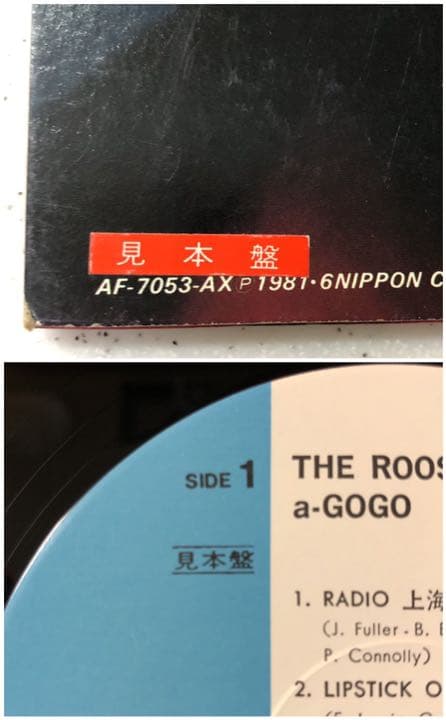 見本盤
AF-7053-AX Ⓟ 1981・6 NIPPON C
SIDE 1
見本盤
THE ROOS
a-GOGO
1. RADIO 上海
(J. Fuller - B.
P. Connolly)
2. LIPSTICK O